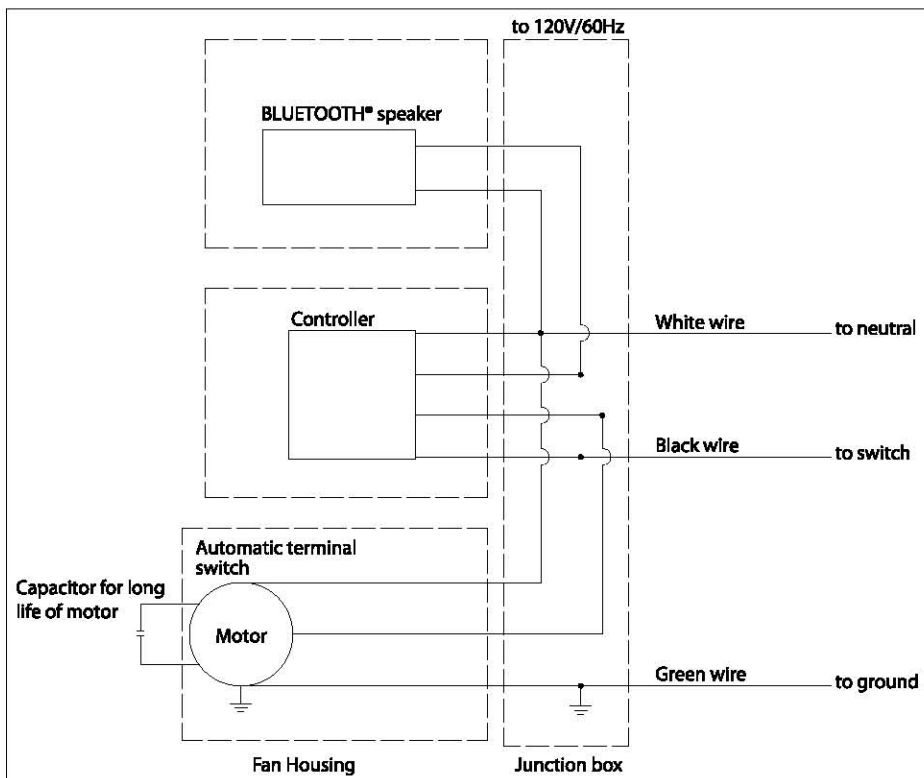 to 120V/60Hz
BLUETOOTH® speaker
Controller
White wire
to neutral
Black wire
to switch
Automatic terminal
switch
Capacitor for long
life of motor
Motor
Green wire
to ground
Fan Housing
Junction box